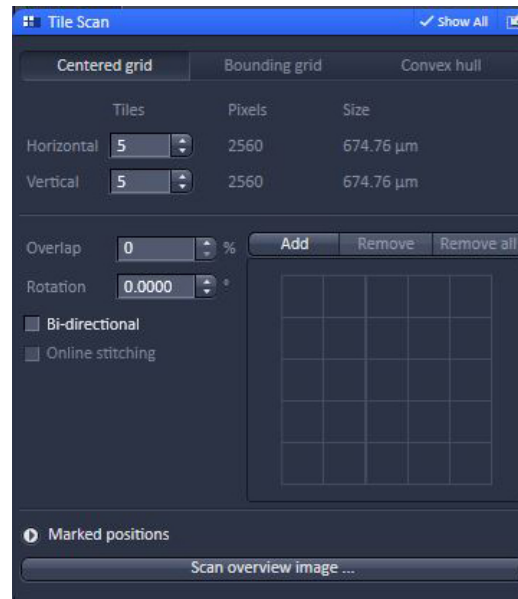 Tile Scan Show All
Centered grid Bounding grid Convex hull
Tiles Pixels Size
Horizontal 5 2560 674.76 µm
Vertical 5 2560 674.76 µm
Overlap 0 % Add Remove Remove all
Rotation 0.0000 °
Bi-directional
Online stitching
Marked positions
Scan overview image ...